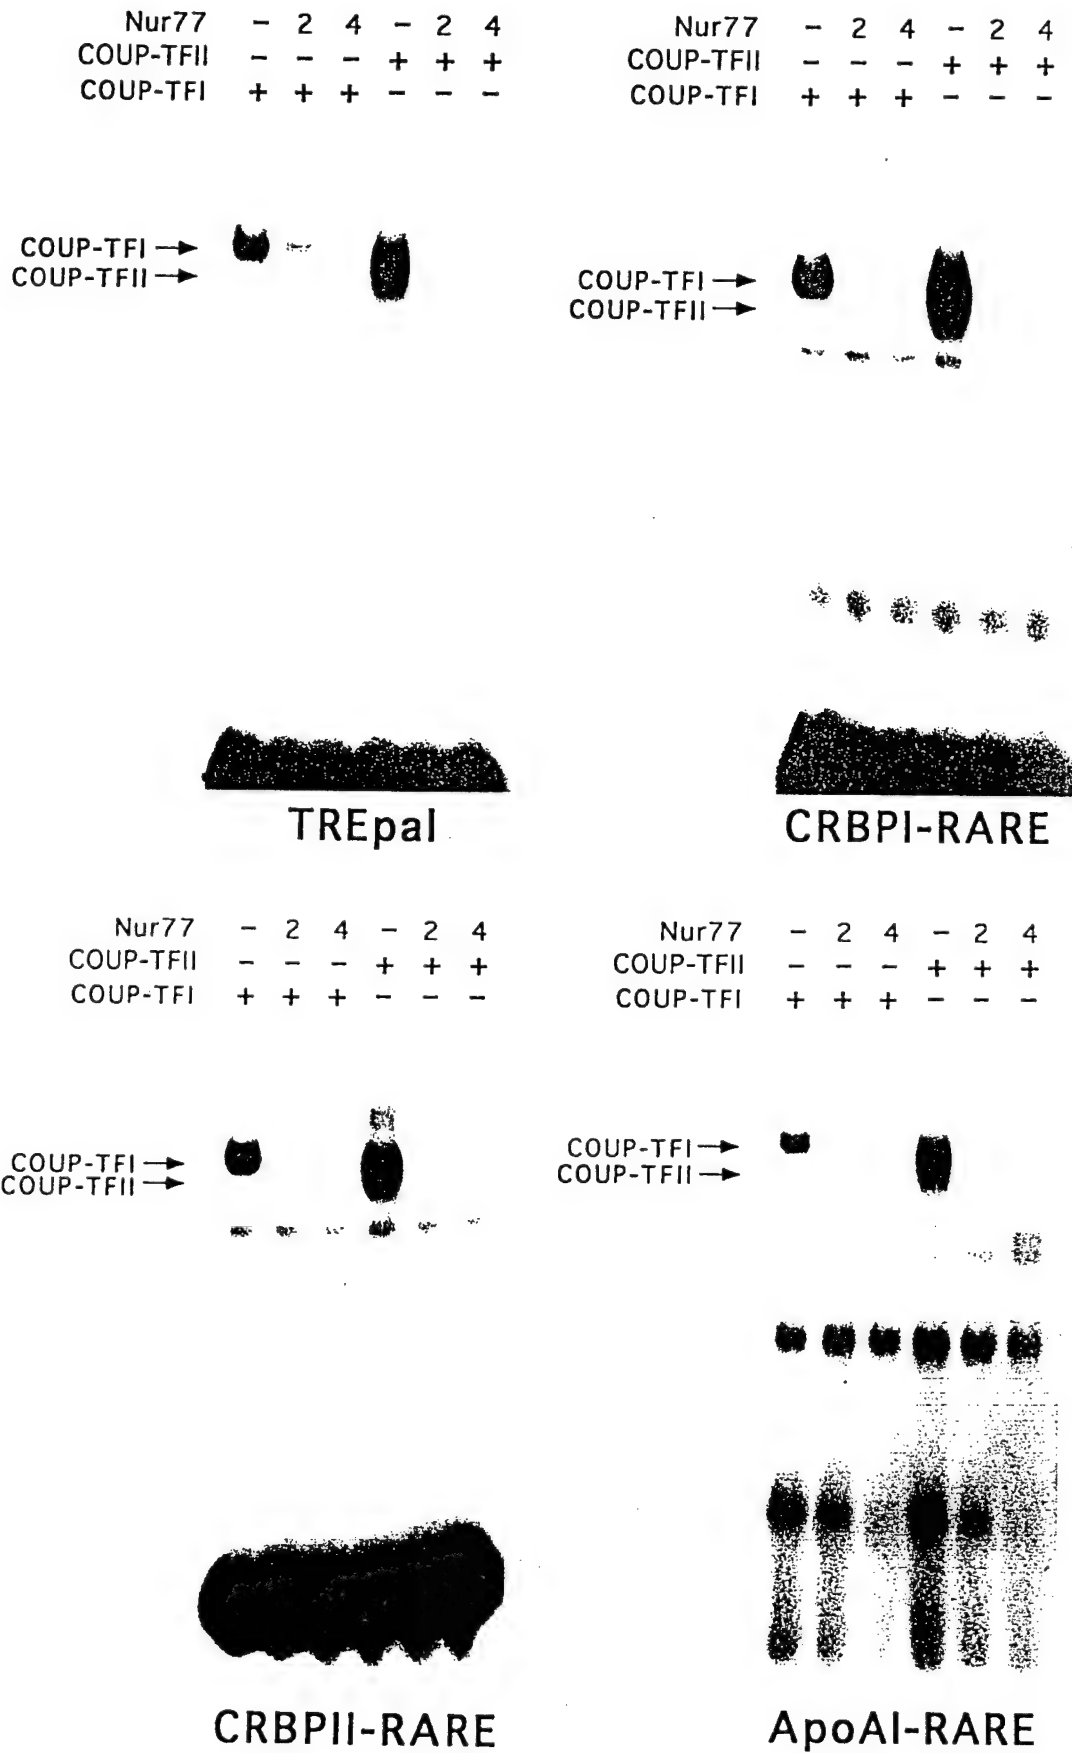 Nur77 - 2 4 - 2 4
COUP-TFII - - - + + +
COUP-TFI + + + - - -
COUP-TFI
COUP-TFII
TREpal
Nur77 - 2 4 - 2 4
COUP-TFII - - - + + +
COUP-TFI + + + - - -
COUP-TFI
COUP-TFII
CRBPI-RARE
Nur77 - 2 4 - 2 4
COUP-TFII - - - + + +
COUP-TFI + + + - - -
COUP-TFI
COUP-TFII
CRBPII-RARE
Nur77 - 2 4 - 2 4
COUP-TFII - - - + + +
COUP-TFI + + + - - -
COUP-TFI
COUP-TFII
ApoAI-RARE